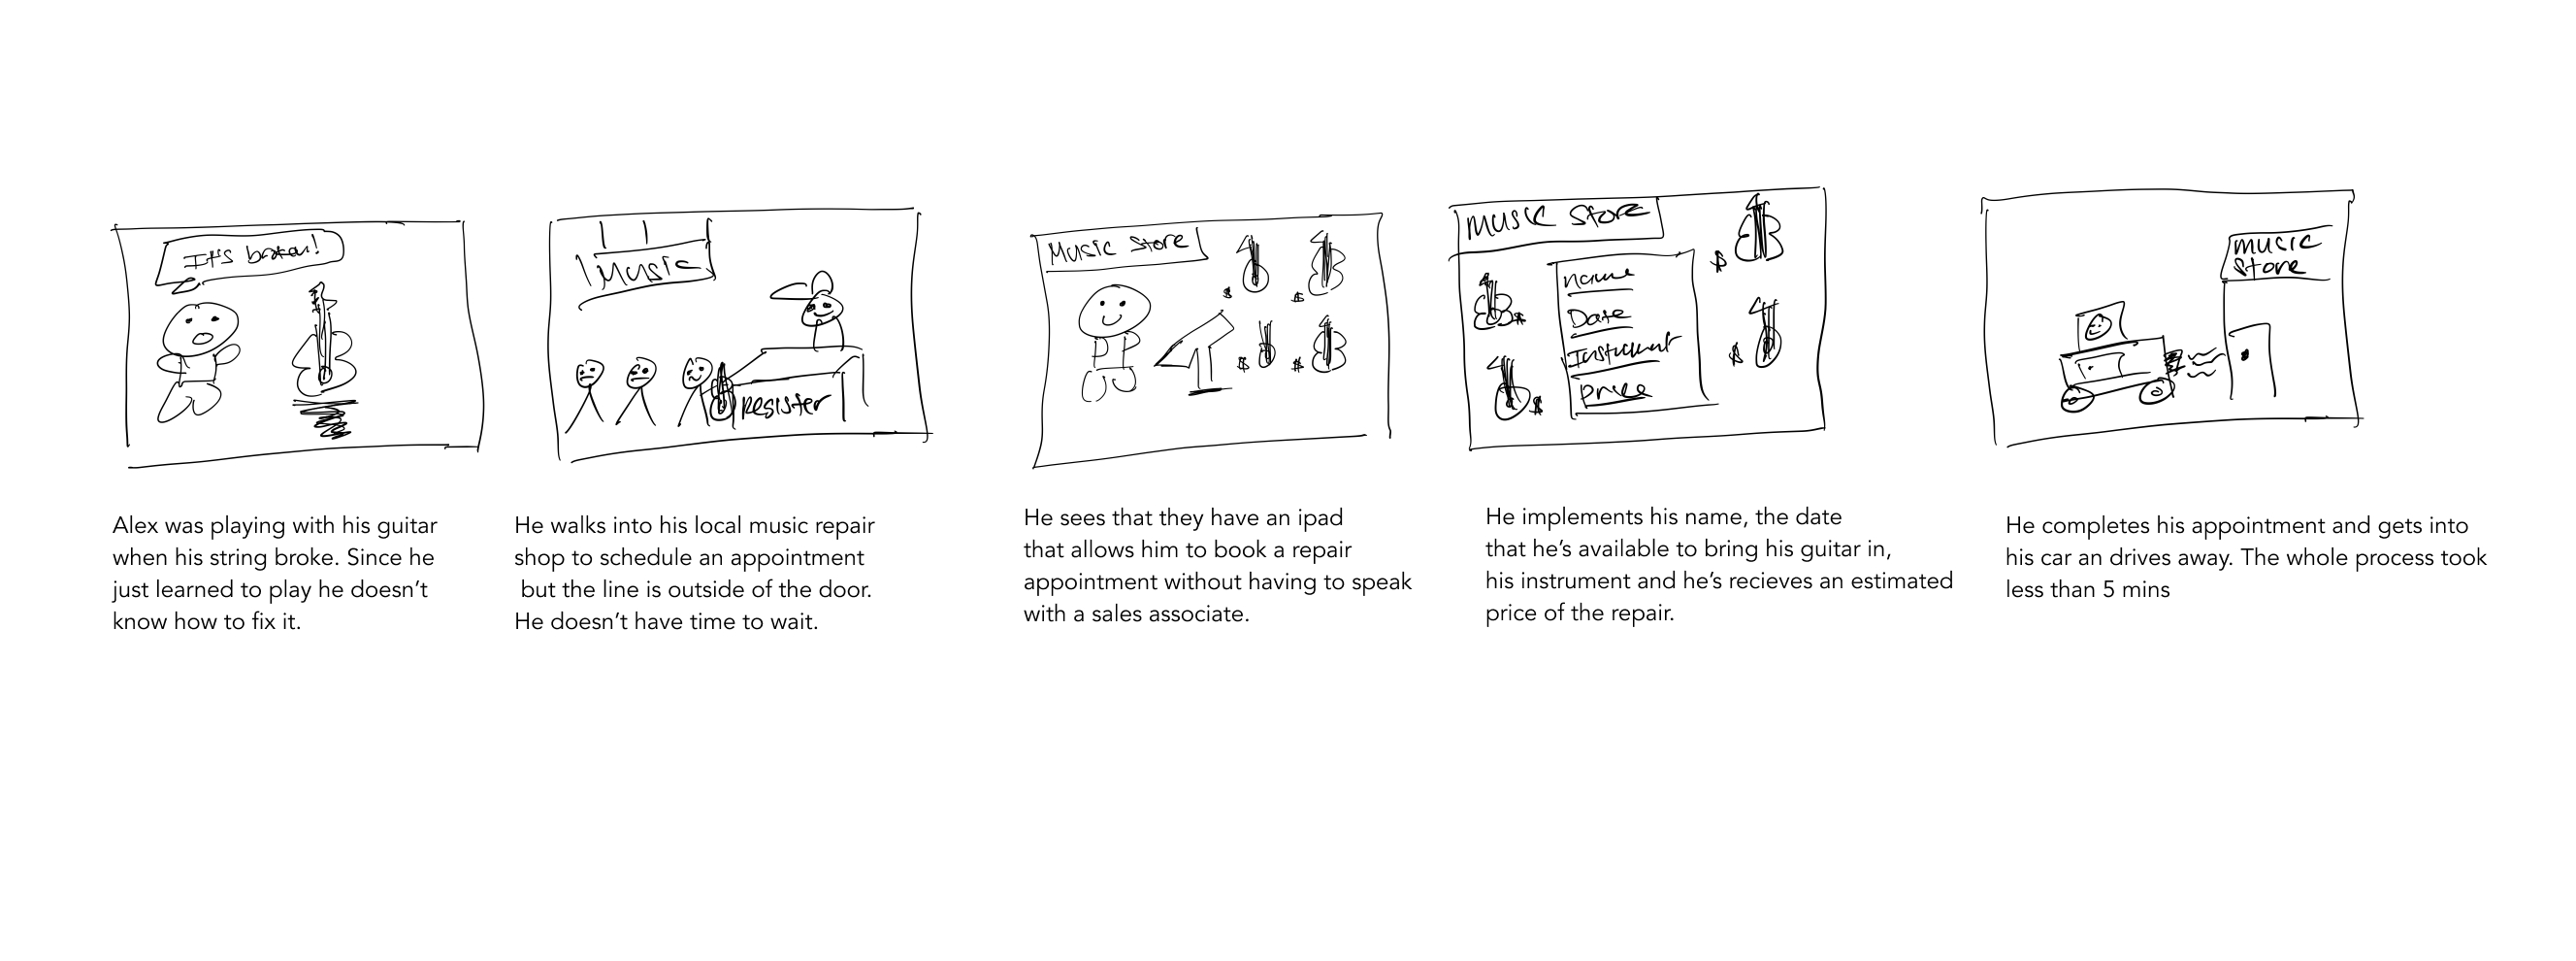 It's broken!
Alex was playing with his guitar
when his string broke. Since he
just learned to play he doesn't
know how to fix it.
Music
Register
He walks into his local music repair
shop to schedule an appointment
but the line is outside of the door.
He doesn't have time to wait.
Music Store
$
$
$
$
He sees that they have an ipad
that allows him to book a repair
appointment without having to speak
with a sales associate.
Music Store
name
Date
Instrument
price
$
$
$
$
He implements his name, the date
that he's available to bring his guitar in,
his instrument and he's recieves an estimated
price of the repair.
music
store
He completes his appointment and gets into
his car an drives away. The whole process took
less than 5 mins